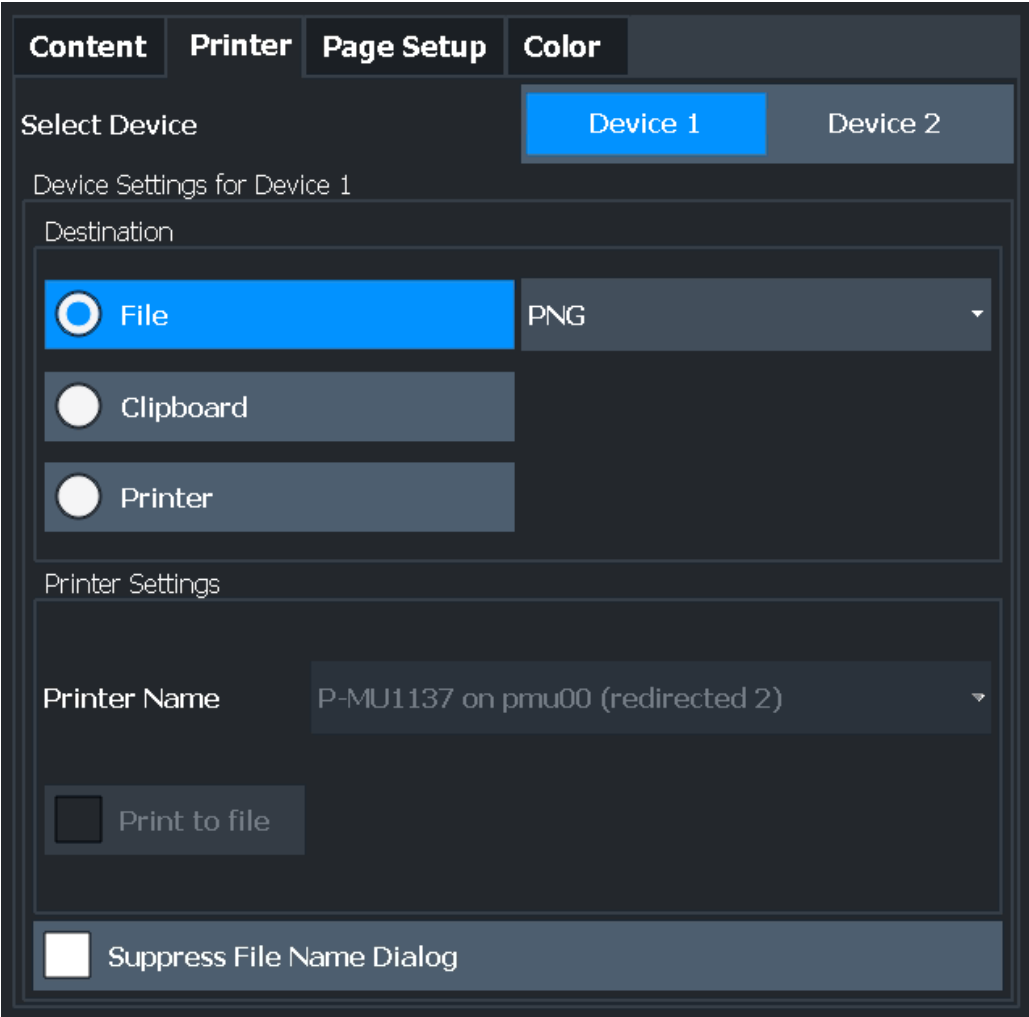 Content Printer Page Setup Color
Select Device Device 1 Device 2
Device Settings for Device 1
Destination
File PNG
Clipboard
Printer
Printer Settings
Printer Name P-MU1137 on pmu00 (redirected 2)
Print to file
Suppress File Name Dialog